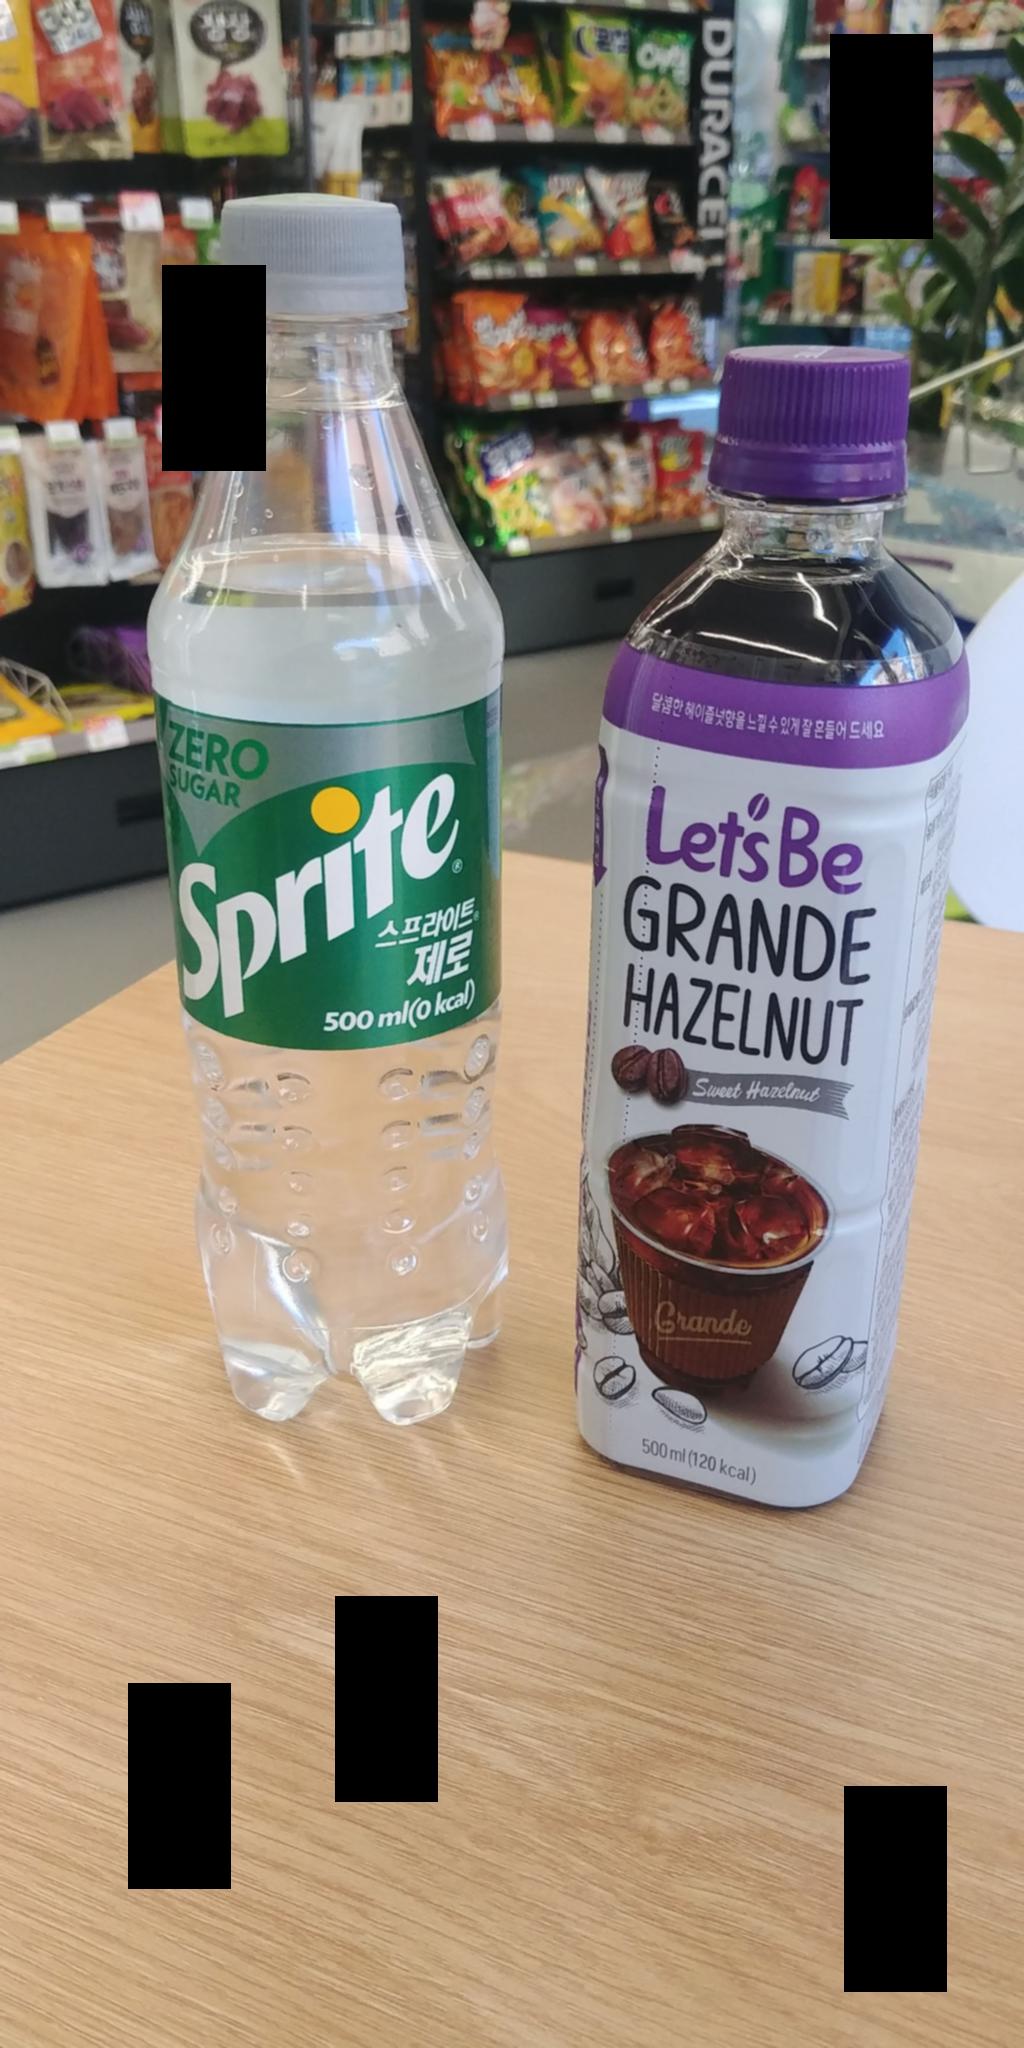 DURACELL
ZERO
SUGAR
Sprite®
스프라이트®
제로
500 ml(0 kcal)
달콤한 헤이즐넛향을 느낄 수 있게 잘 흔들어 드세요
Let's Be
GRANDE
HAZELNUT
Sweet Hazelnut
Grande
500 ml (120 kcal)